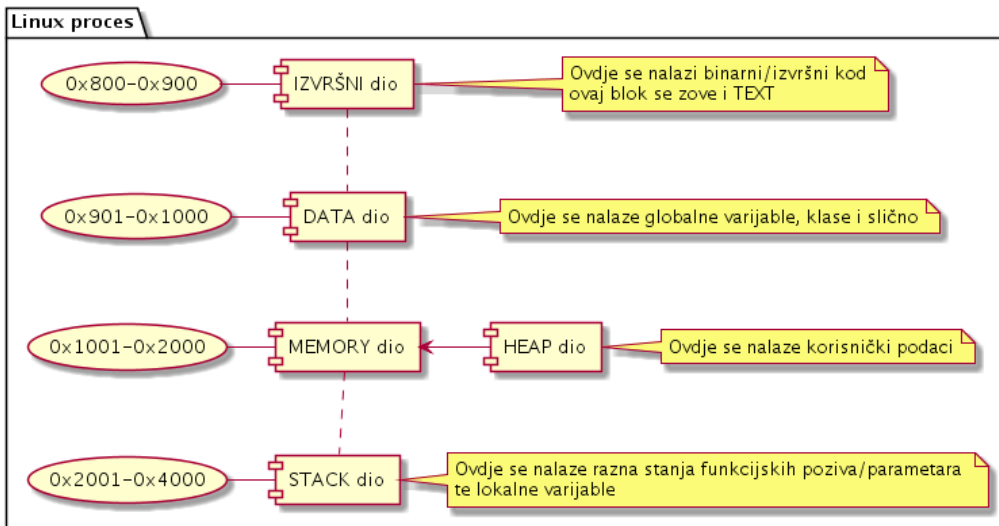 Linux proces
0x800-0x900
IZVRŠNI dio
Ovdje se nalazi binarni/izvršni kod
ovaj blok se zove i TEXT
0x901-0x1000
DATA dio
Ovdje se nalaze globalne varijable, klase i slično
0x1001-0x2000
MEMORY dio
HEAP dio
Ovdje se nalaze korisnički podaci
0x2001-0x4000
STACK dio
Ovdje se nalaze razna stanja funkcijskih poziva/parametara
te lokalne varijable